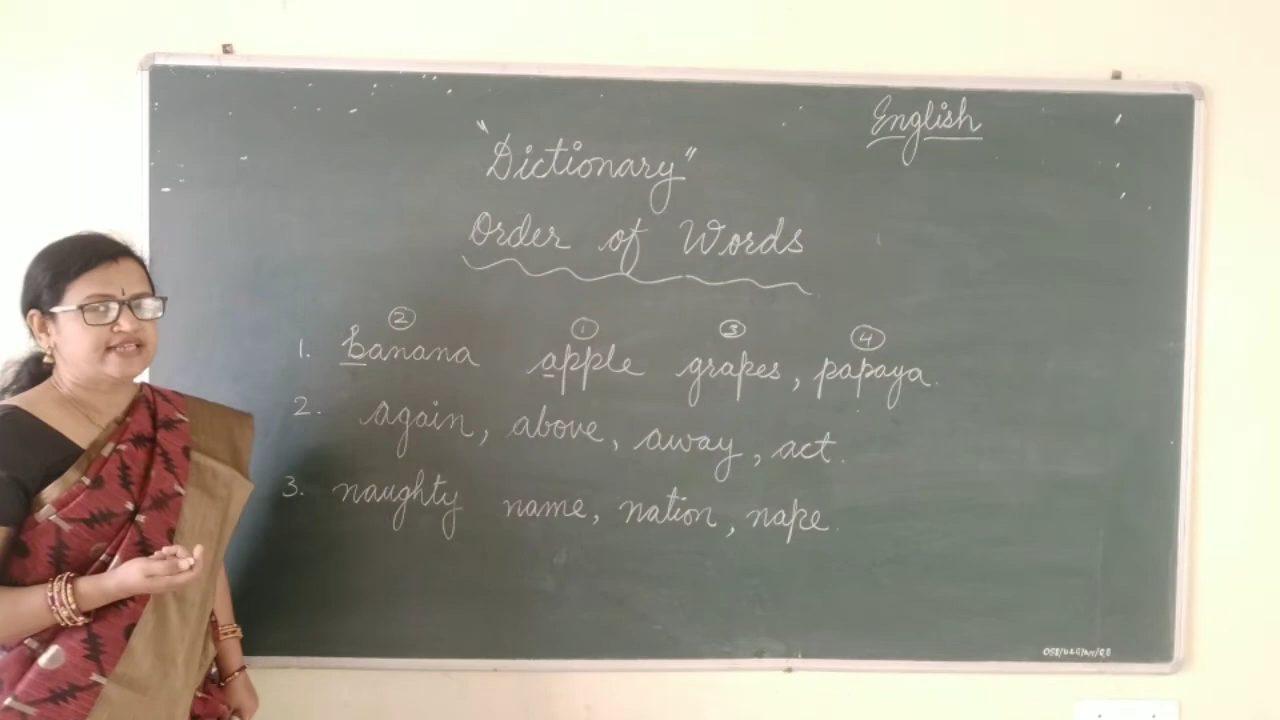 English
"Dictionary"
Order of Words
② ① ③ ④
1. Banana apple grapes, papaya.
2. again, above, away, act.
3. naughty name, nation, nape.